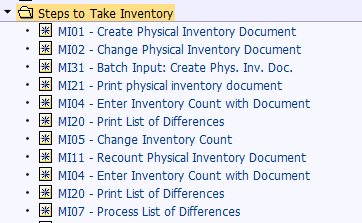 Steps to Take Inventory
MI01 - Create Physical Inventory Document
MI02 - Change Physical Inventory Document
MI31 - Batch Input: Create Phys. Inv. Doc.
MI21 - Print physical inventory document
MI04 - Enter Inventory Count with Document
MI20 - Print List of Differences
MI05 - Change Inventory Count
MI11 - Recount Physical Inventory Document
MI04 - Enter Inventory Count with Document
MI20 - Print List of Differences
MI07 - Process List of Differences